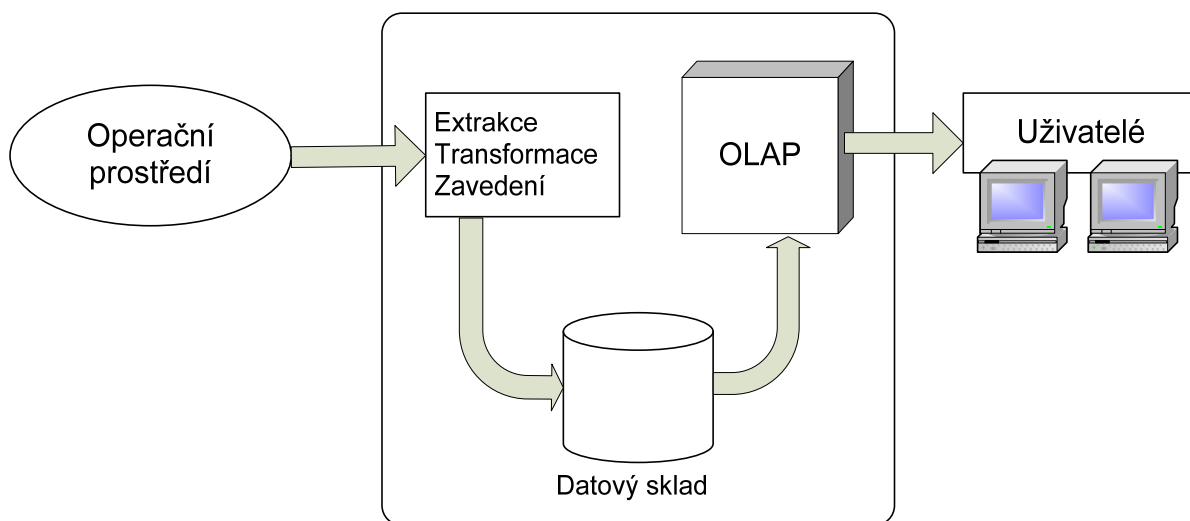 Operační
prostředí
Extrakce
Transformace
Zavedení
OLAP
Uživatelé
Datový sklad